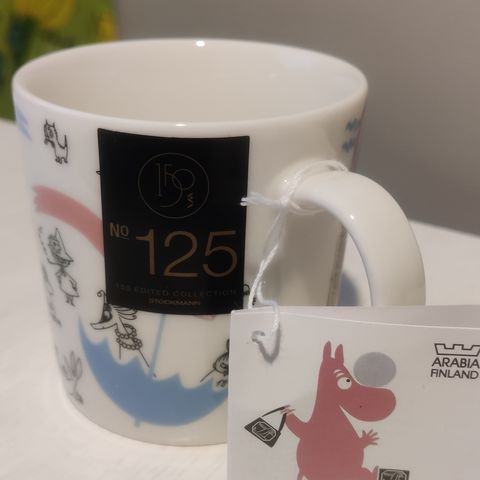 150
Nº 125
150 EDITED COLLECTION
STOCKMANN
ARABIA
FINLAND